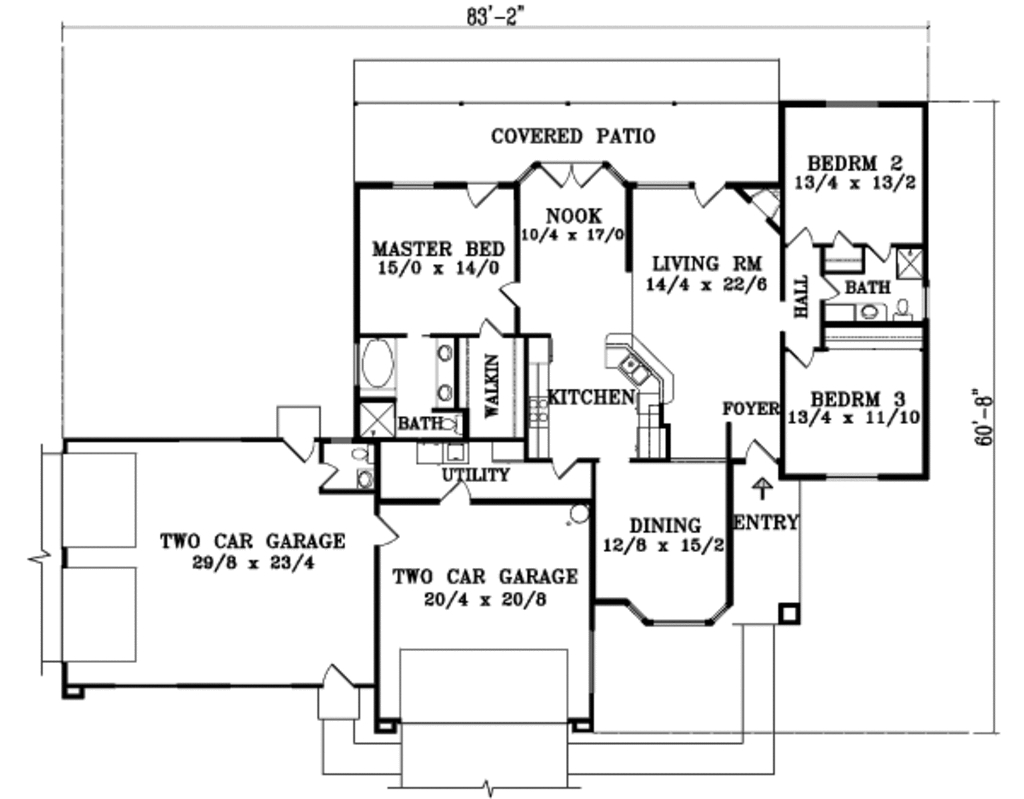 83'-2"
COVERED PATIO
BEDRM 2
13/4 x 13/2
NOOK
10/4 x 17/0
MASTER BED
15/0 x 14/0
LIVING RM
14/4 x 22/6
HALL
BATH
WALKIN
KITCHEN
BEDRM 3
13/4 x 11/10
FOYER
BATH
60'-8"
UTILITY
ENTRY
DINING
12/8 x 15/2
TWO CAR GARAGE
29/8 x 23/4
TWO CAR GARAGE
20/4 x 20/8